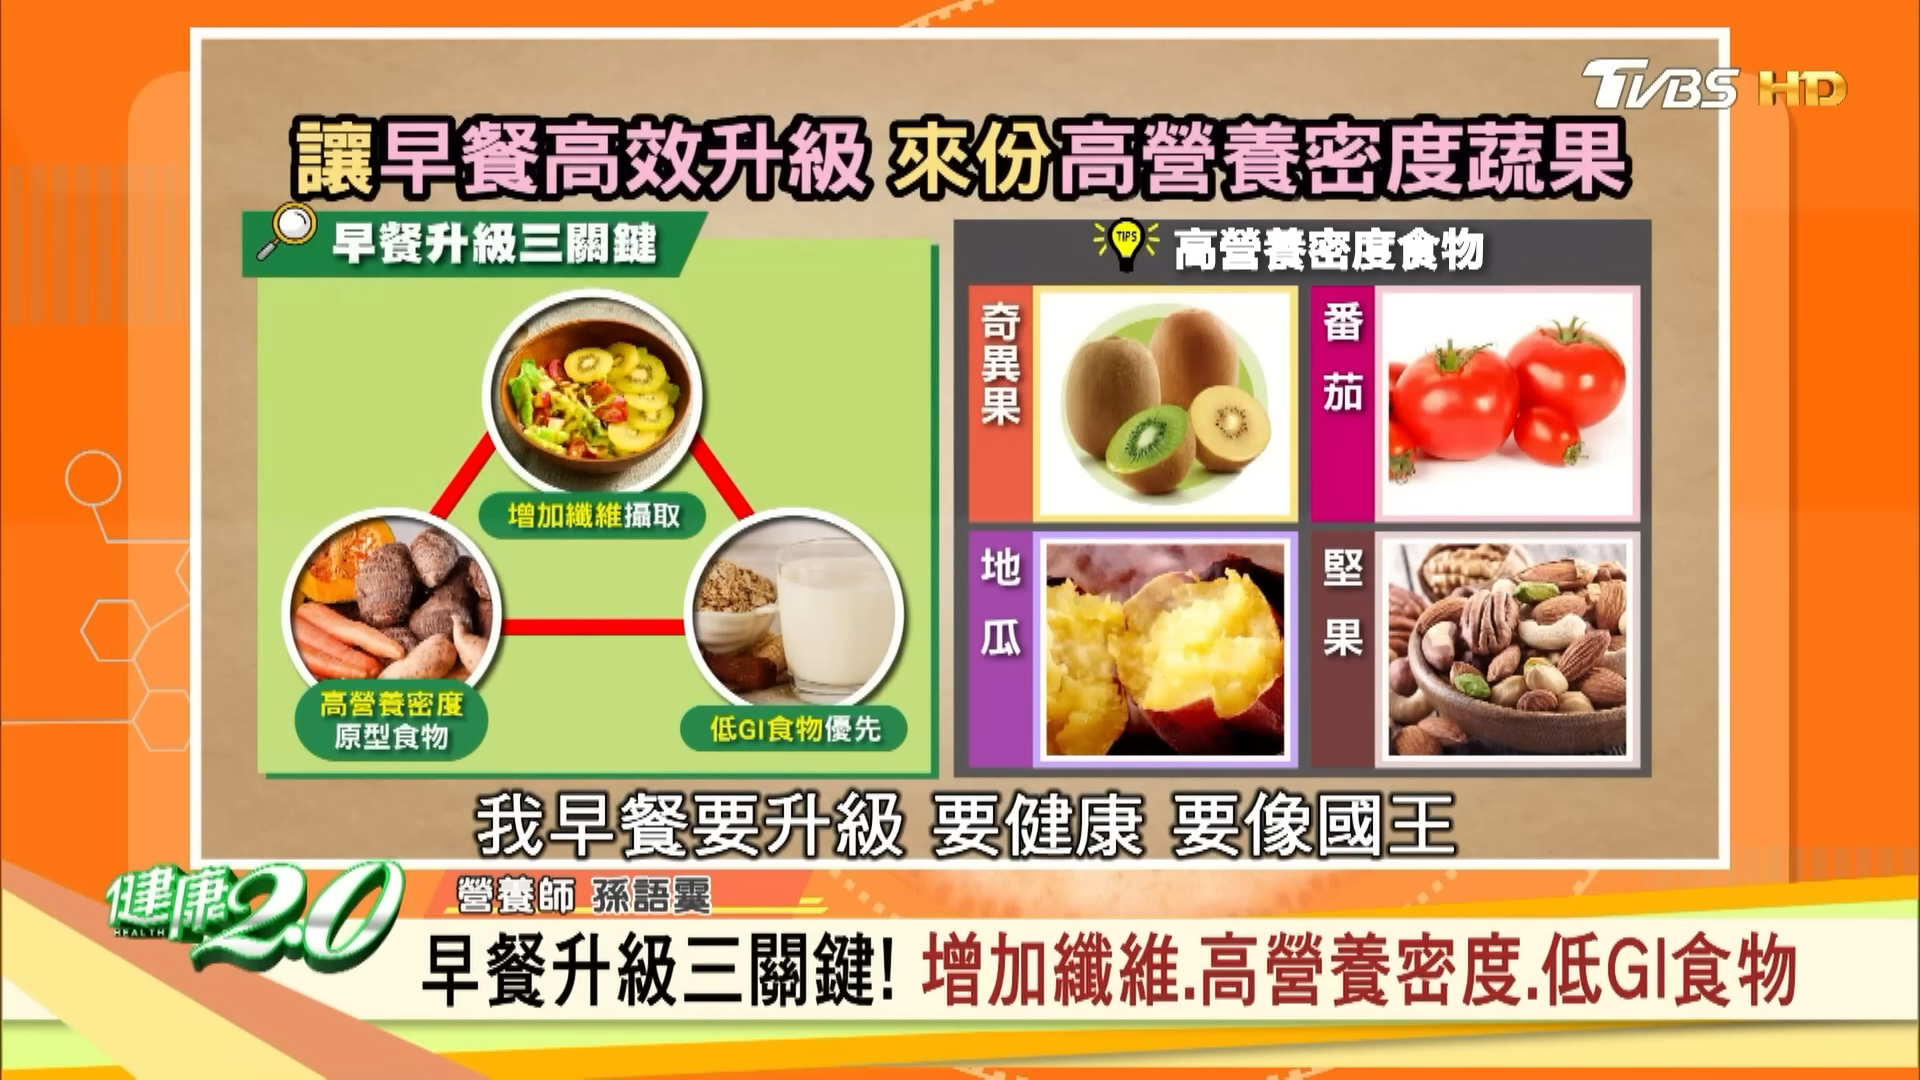 TVBS HD
讓早餐高效升級 來份高營養密度蔬果
早餐升級三關鍵
增加纖維攝取
高營養密度
原型食物
低GI食物優先
TIPS
高營養密度食物
奇異果
番茄
地瓜
堅果
我早餐要升級 要健康 要像國王
健康2.0
HEALTH
營養師 孫語霙
早餐升級三關鍵! 增加纖維.高營養密度.低GI食物